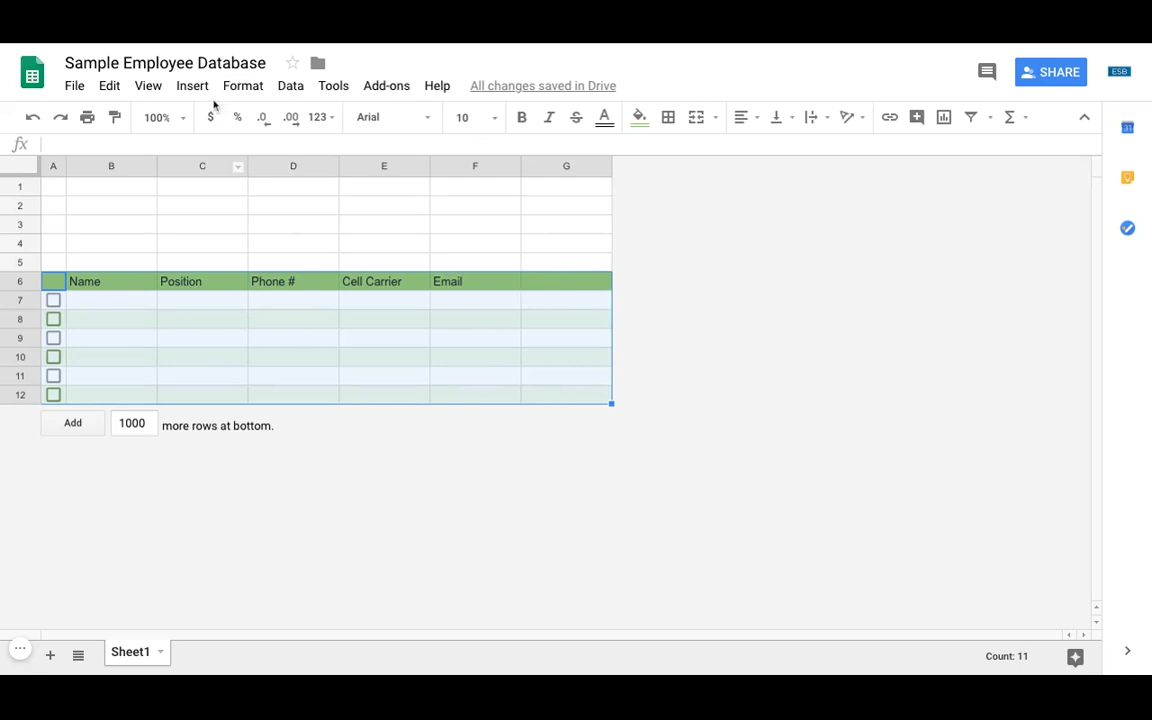 Sample Employee Database
File Edit View Insert Format Data Tools Add-ons Help All changes saved in Drive
SHARE
ESB
100% $ % .0 .00 123 Arial 10 B I S A
31
fx
A B C D E F G
1
2
3
4
5
6 Name Position Phone # Cell Carrier Email
7
8
9
10
11
12
Add 1000 more rows at bottom.
Sheet1
Count: 11